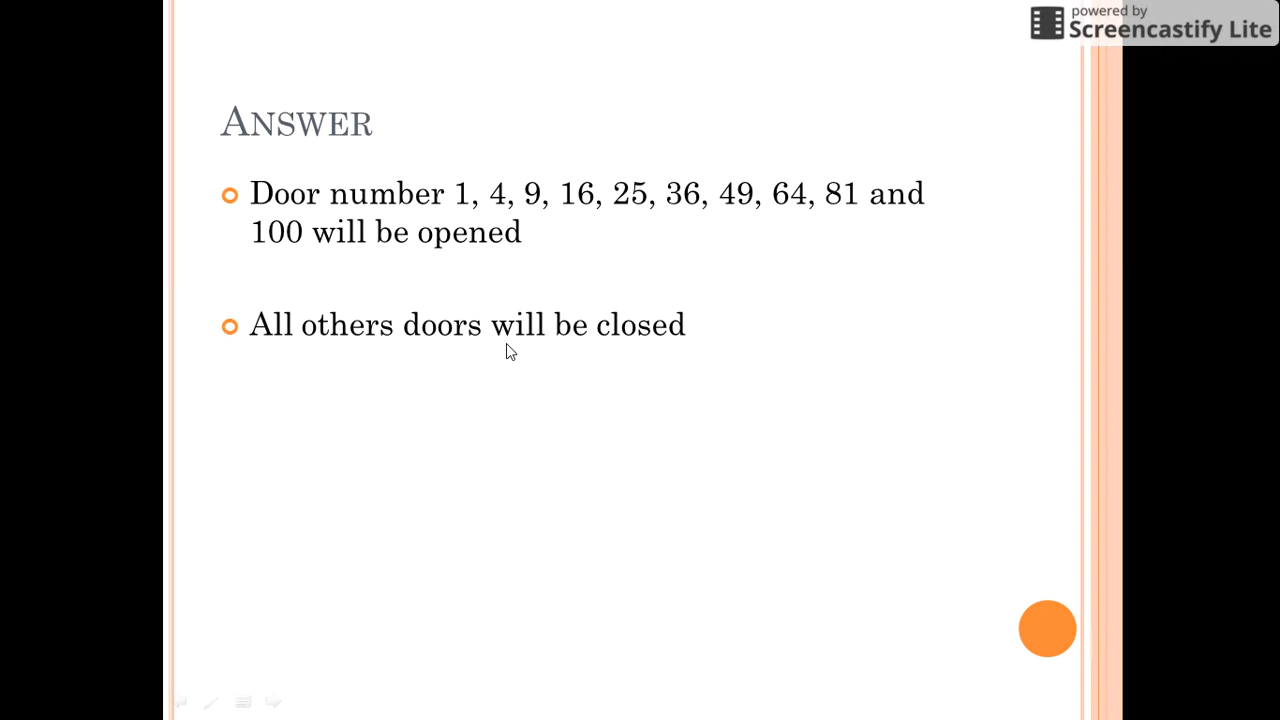 powered by
Screencastify Lite
ANSWER
Door number 1, 4, 9, 16, 25, 36, 49, 64, 81 and
100 will be opened
All others doors will be closed